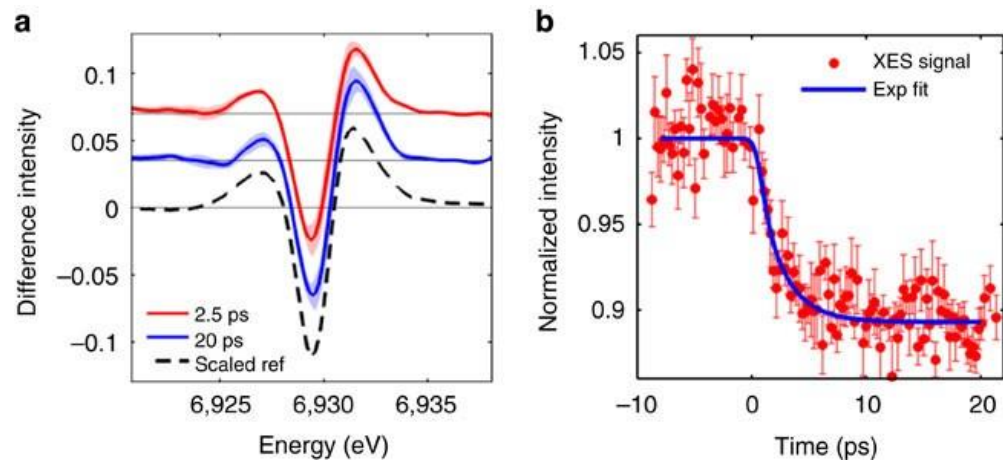 a
Difference intensity
0.1
0.05
0
−0.05
−0.1
2.5 ps
20 ps
Scaled ref
6,925
6,930
6,935
Energy (eV)
b
Normalized intensity
1.05
1
0.95
0.9
XES signal
Exp fit
−10
0
10
20
Time (ps)